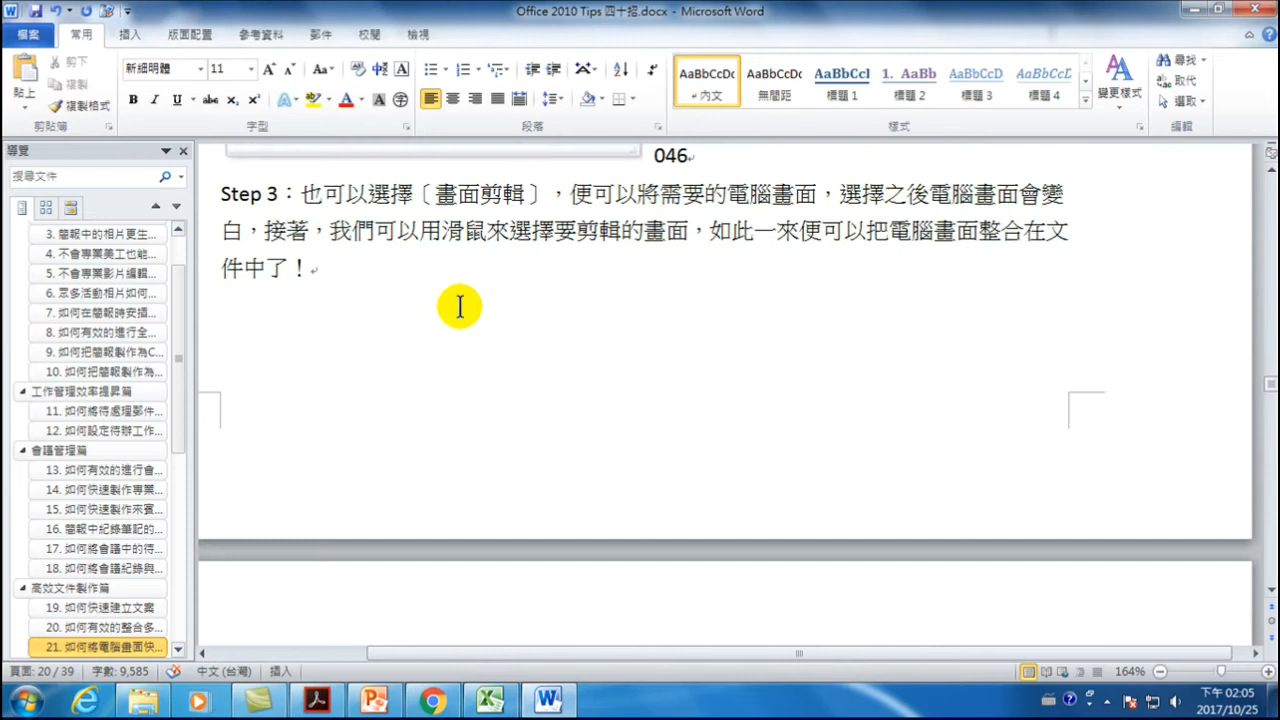 Office 2010 Tips 四十招.docx - Microsoft Word
檔案 常用 插入 版面配置 參考資料 郵件 校閱 檢視
貼上 剪下 複製 複製格式 剪貼簿
新細明體 11 字型
段落
AaBbCcDc 內文
AaBbCcDc 無間距
AaBbCcl 標題 1
1. AaBb 標題 2
AaBbCcD 標題 3
AaBbCcL 標題 4
變更樣式 樣式
尋找 取代 選取 編輯
導覽
搜尋文件
3. 簡報中的相片更生...
4. 不會專業美工也能...
5. 不會專業影片編輯...
6. 眾多活動相片如何...
7. 如何在簡報時安插...
8. 如何有效的進行全...
9. 如何把簡報製作為C...
10. 如何把簡報製作為...
工作管理效率提昇篇
11. 如何將待處理郵件...
12. 如何設定待辦工作...
會議管理篇
13. 如何有效的進行會...
14. 如何快速製作專業...
15. 如何快速製作來賓...
16. 簡報中紀錄筆記的...
17. 如何將會議中的待...
18. 如何將會議紀錄與...
高效文件製作篇
19. 如何快速建立文案
20. 如何有效的整合多...
21. 如何將電腦畫面快...
046
Step 3：也可以選擇〔畫面剪輯〕，便可以將需要的電腦畫面，選擇之後電腦畫面會變
白，接著，我們可以用滑鼠來選擇要剪輯的畫面，如此一來便可以把電腦畫面整合在文
件中了！
頁面: 20 / 39 字數: 9,585 中文 (台灣) 插入 164%
下午 02:05
2017/10/25